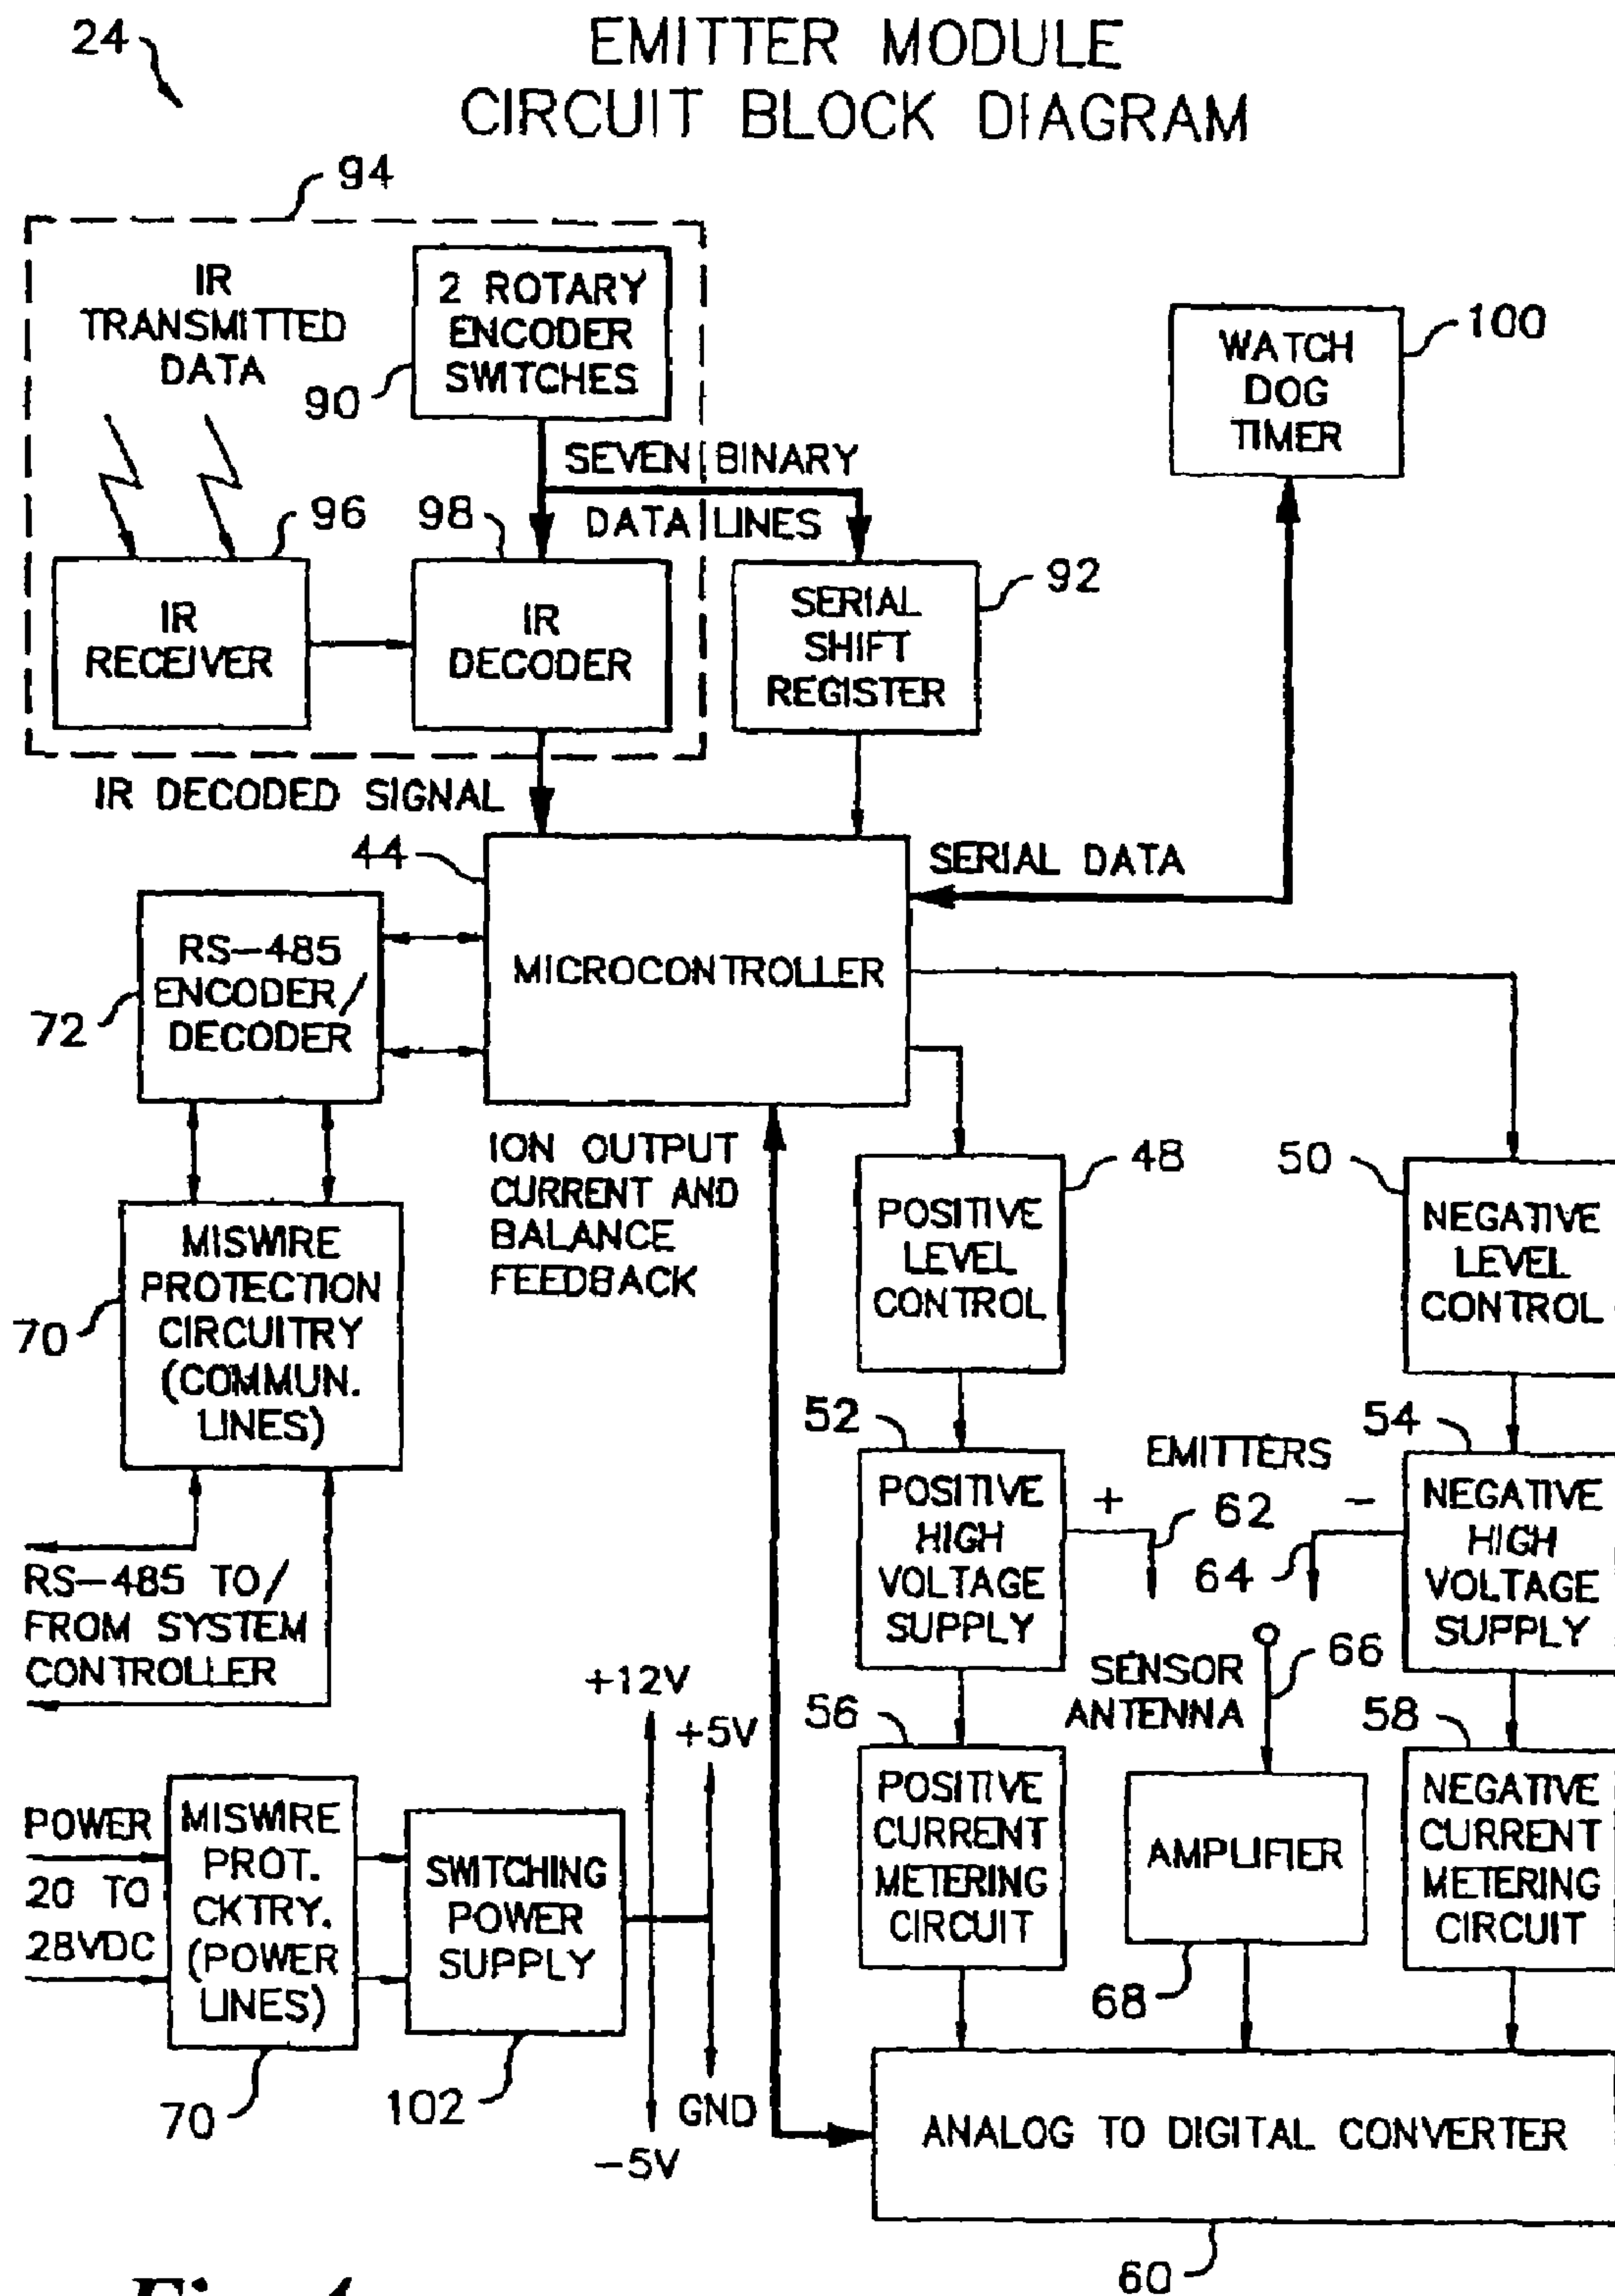 24
EMITTER MODULE
CIRCUIT BLOCK DIAGRAM
94
IR
TRANSMITTED
DATA
2 ROTARY
ENCODER
SWITCHES
90
WATCH
DOG
TIMER
100
SEVEN BINARY
DATA LINES
96
98
92
IR
RECEIVER
IR
DECODER
SERIAL
SHIFT
REGISTER
IR DECODED SIGNAL
44
SERIAL DATA
MICROCONTROLLER
RS-485
ENCODER/
DECODER
72
ION OUTPUT
CURRENT AND
BALANCE
FEEDBACK
48
50
POSITIVE
LEVEL
CONTROL
NEGATIVE
LEVEL
CONTROL
MISWIRE
PROTECTION
CIRCUITRY
(COMMUN.
LINES)
70
52
54
EMITTERS
POSITIVE
HIGH
VOLTAGE
SUPPLY
+
62
-
64
NEGATIVE
HIGH
VOLTAGE
SUPPLY
RS-485 TO/
FROM SYSTEM
CONTROLLER
SENSOR
ANTENNA
66
+12V
+5V
56
58
POSITIVE
CURRENT
METERING
CIRCUIT
AMPLIFIER
68
NEGATIVE
CURRENT
METERING
CIRCUIT
POWER
20 TO
28VDC
MISWIRE
PROT.
CKTRY.
(POWER
LINES)
70
SWITCHING
POWER
SUPPLY
102
GND
-5V
ANALOG TO DIGITAL CONVERTER
60